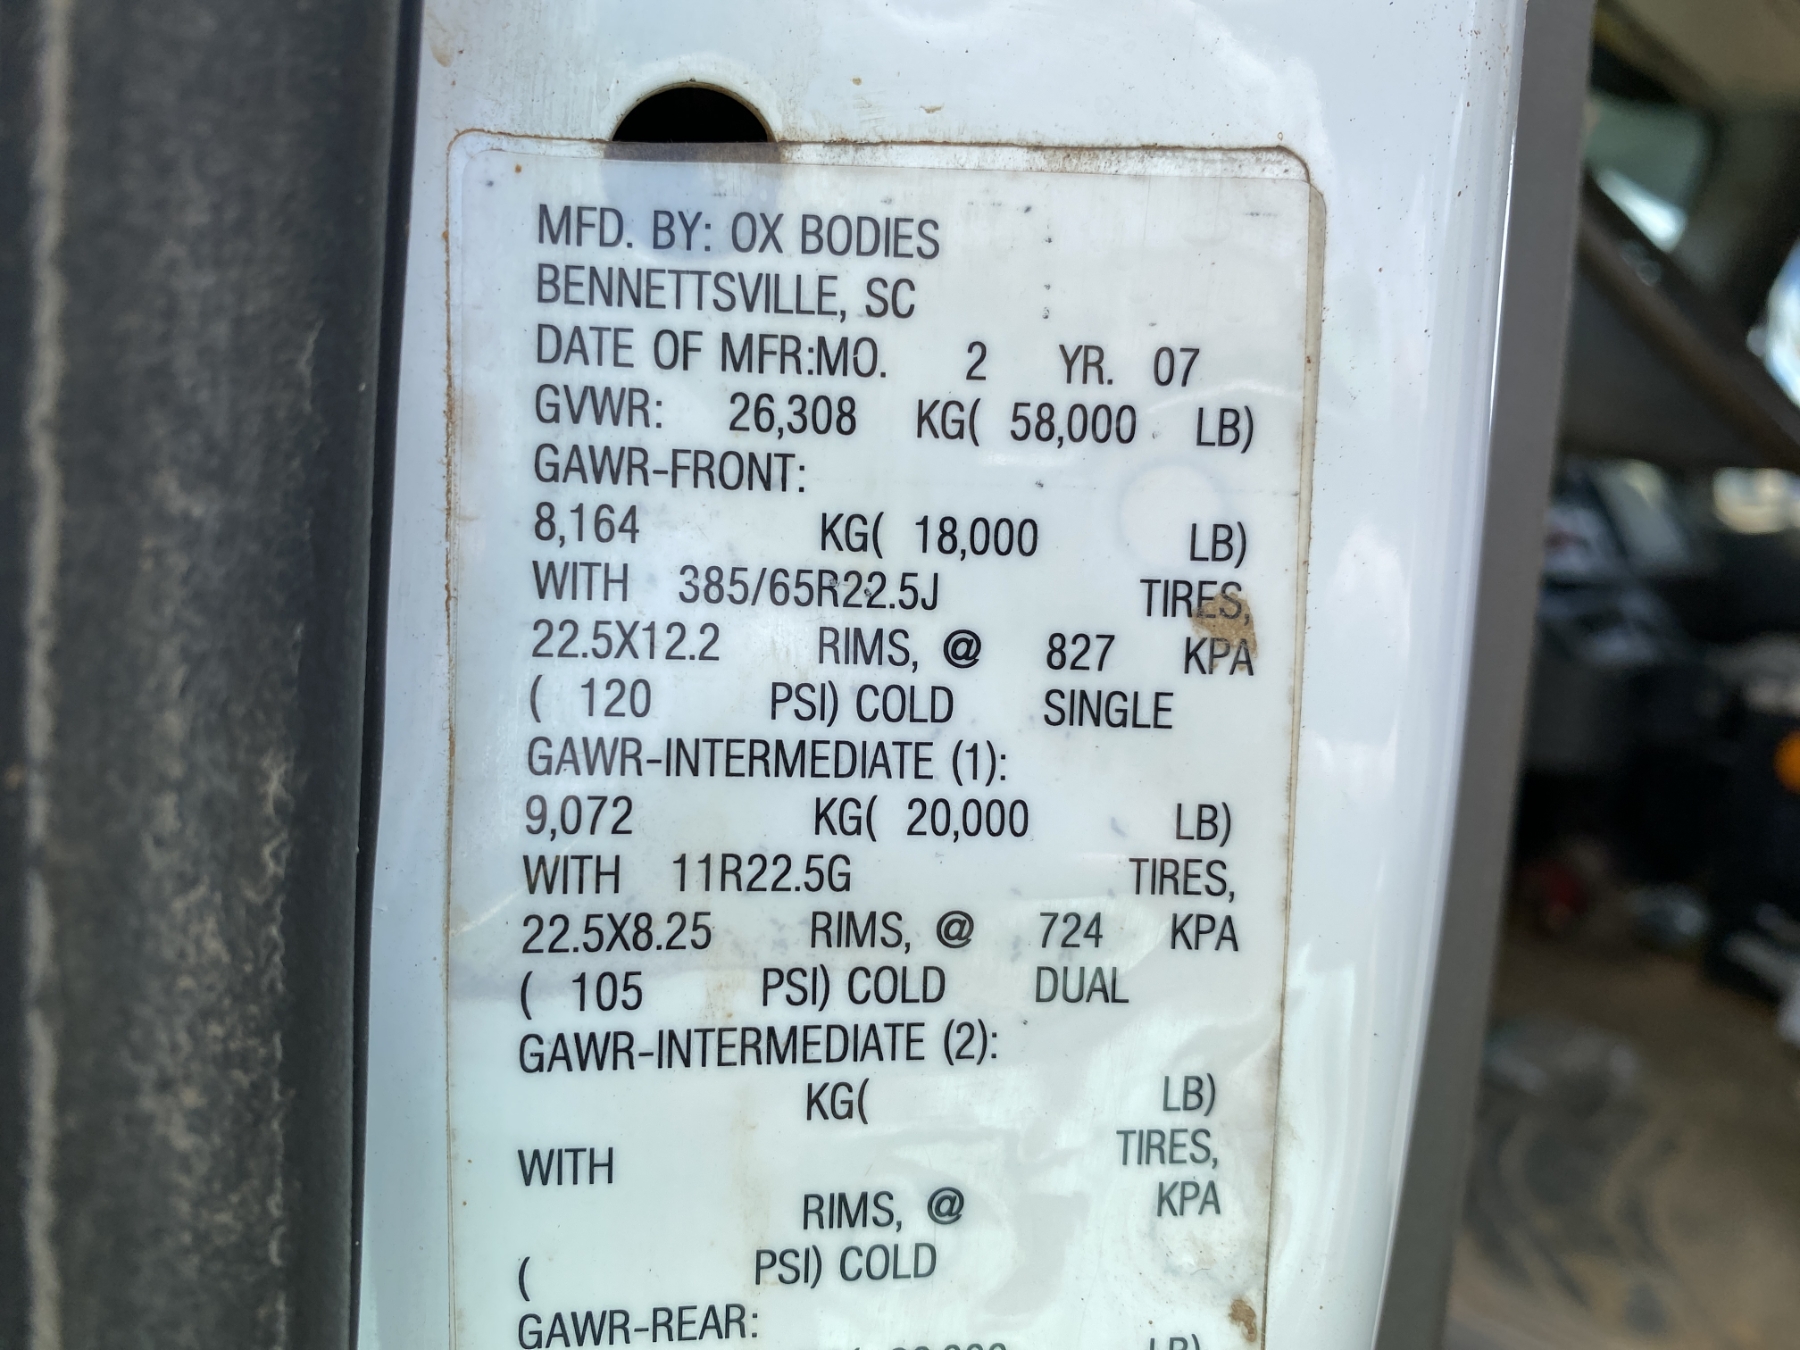 MFD. BY: OX BODIES
BENNETTSVILLE, SC
DATE OF MFR:MO. 2 YR. 07
GVWR: 26,308 KG( 58,000 LB)
GAWR-FRONT:
8,164 KG( 18,000 LB)
WITH 385/65R22.5J TIRES,
22.5X12.2 RIMS, @ 827 KPA
( 120 PSI) COLD SINGLE
GAWR-INTERMEDIATE (1):
9,072 KG( 20,000 LB)
WITH 11R22.5G TIRES,
22.5X8.25 RIMS, @ 724 KPA
( 105 PSI) COLD DUAL
GAWR-INTERMEDIATE (2):
KG( LB)
WITH TIRES,
RIMS, @ KPA
( PSI) COLD
GAWR-REAR:
LB)